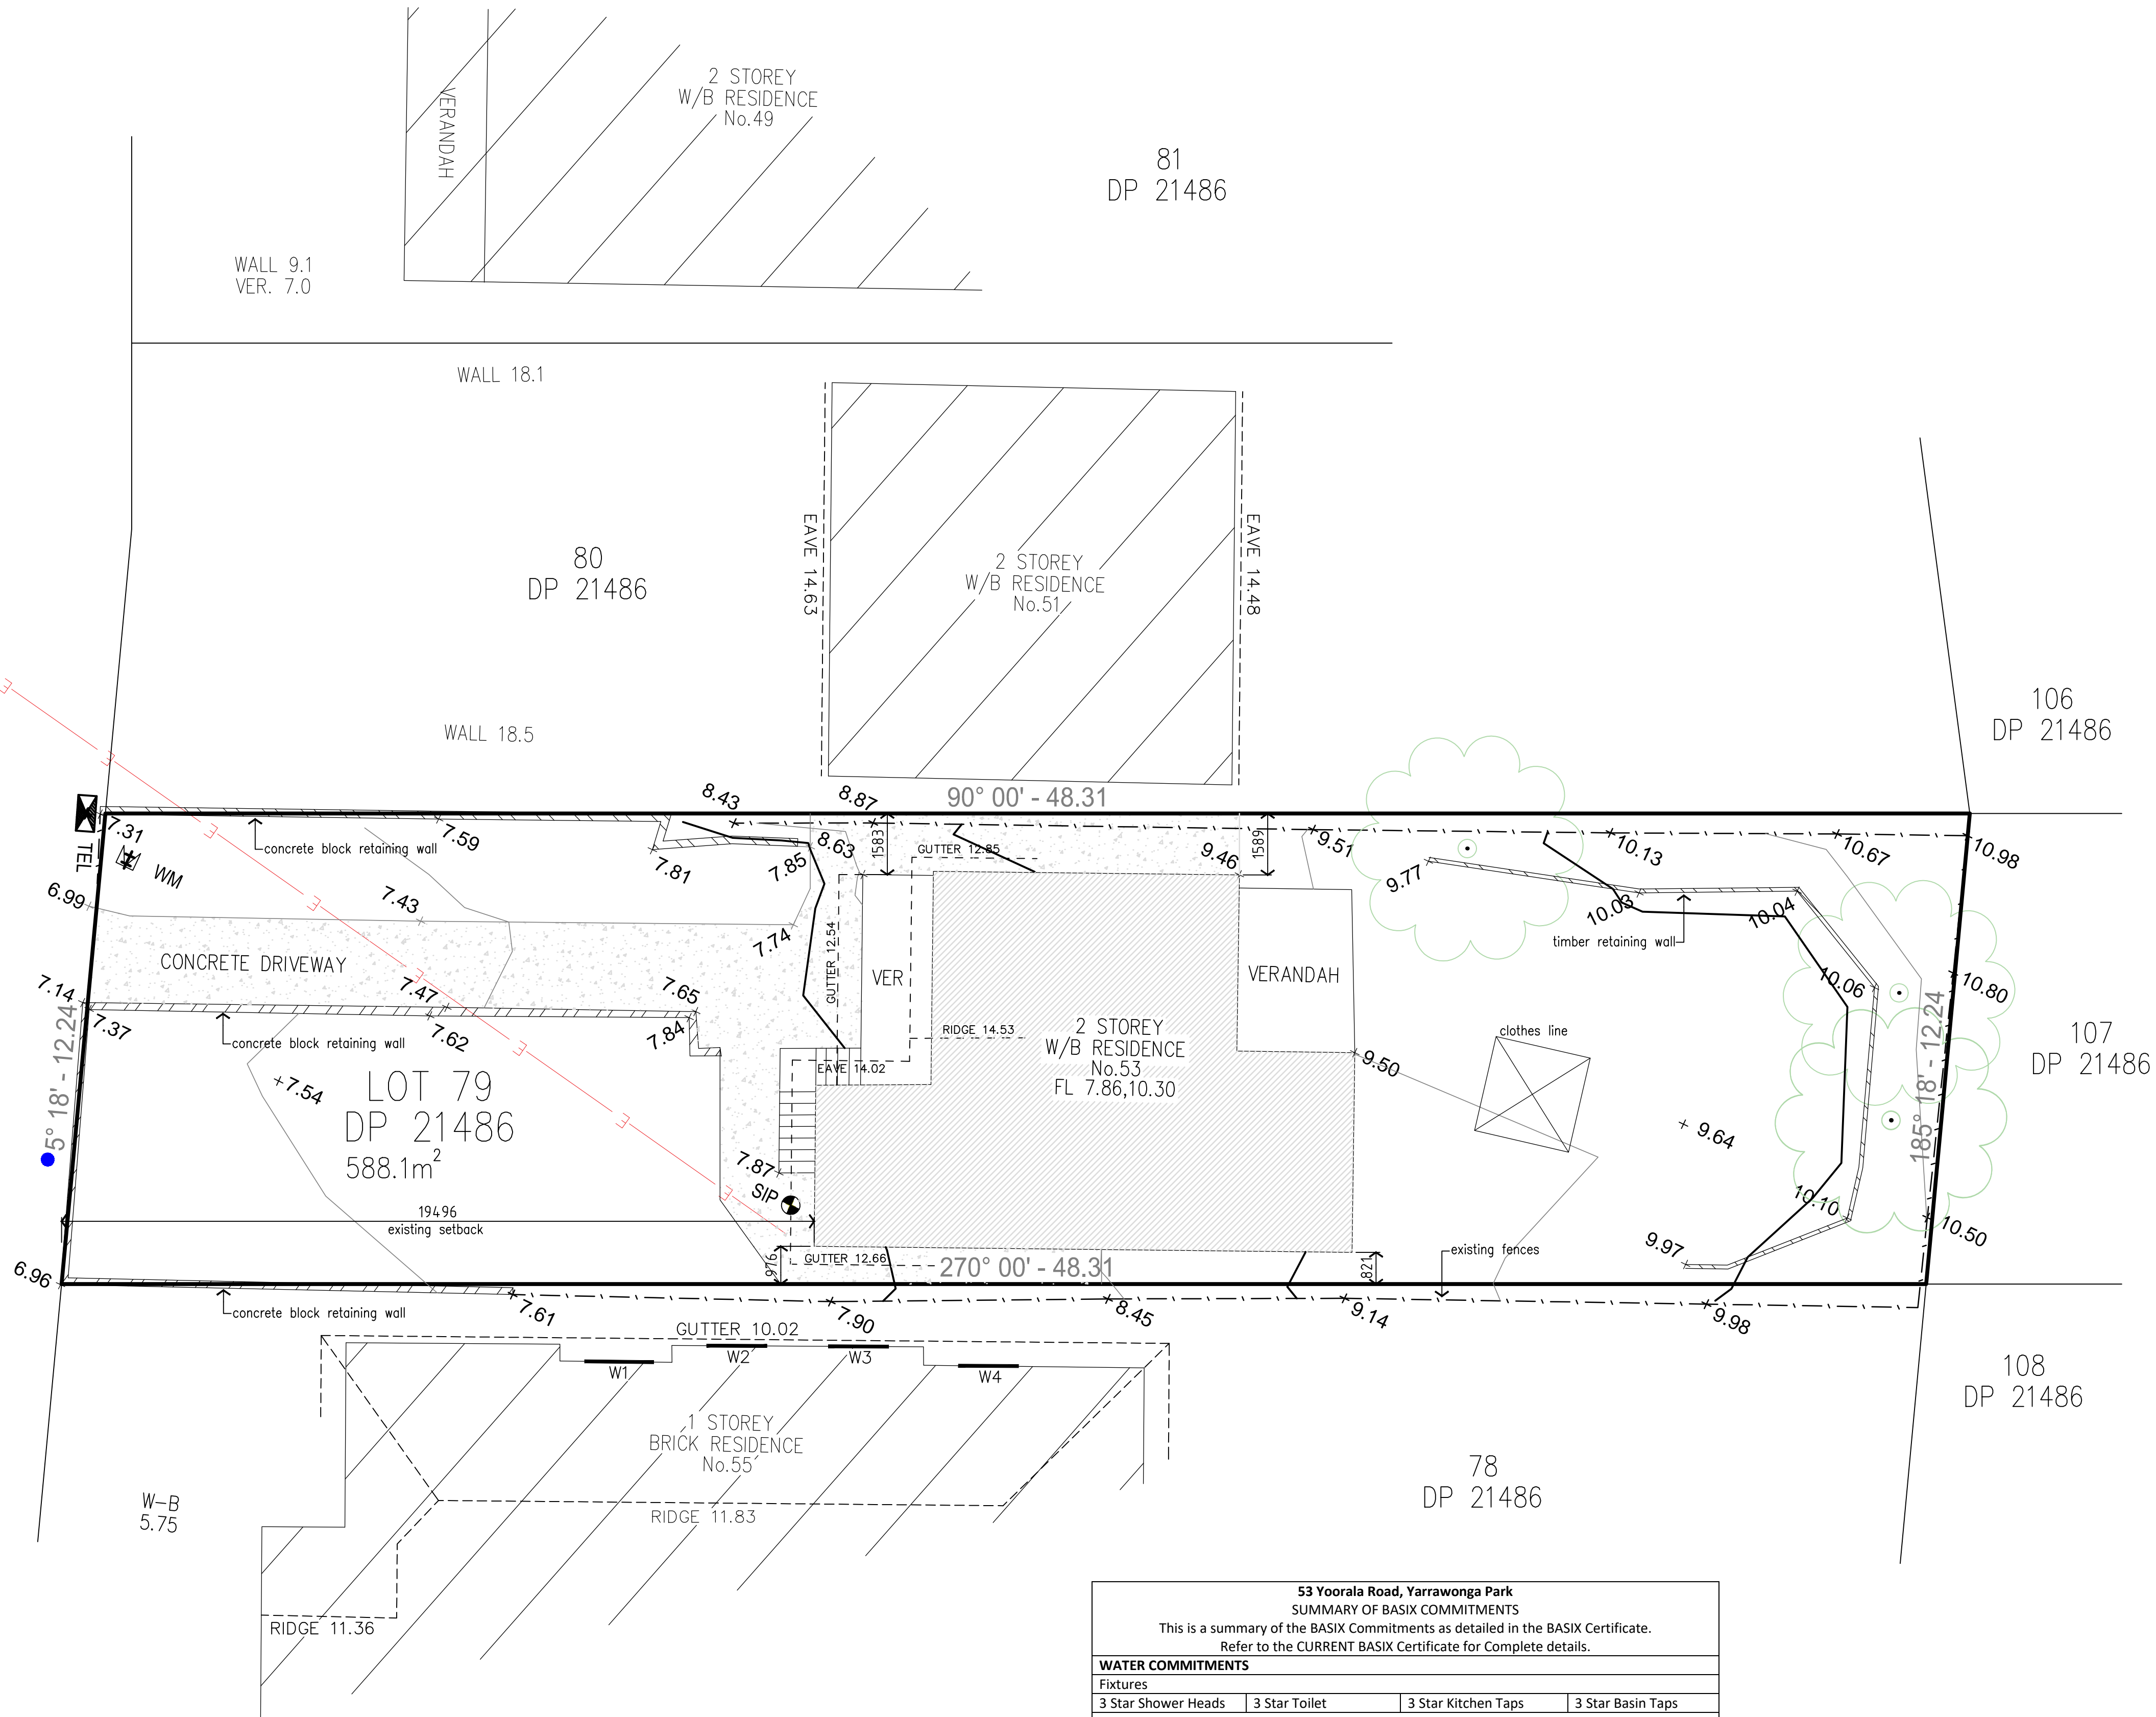 2 STOREY
W/B RESIDENCE
No.49
VERANDAH
81
DP 21486
WALL 9.1
VER. 7.0
WALL 18.1
EAVE 14.63
2 STOREY
W/B RESIDENCE
No.51
EAVE 14.48
80
DP 21486
WALL 18.5
106
DP 21486
E
E
E
E
E
E
E
E
TEL
7.31
WM
concrete block retaining wall
7.59
8.43
8.87
90° 00' - 48.31
7.81
7.85
8.63
1583
GUTTER 12.85
9.46
1589
9.51
10.13
10.67
10.98
6.99
7.43
7.74
9.77
10.03
10.04
timber retaining wall
CONCRETE DRIVEWAY
GUTTER 12.54
VER
VERANDAH
10.06
10.80
7.14
7.37
7.47
7.62
7.65
7.84
concrete block retaining wall
RIDGE 14.53
2 STOREY
W/B RESIDENCE
No.53
FL 7.86,10.30
EAVE 14.02
9.50
clothes line
107
DP 21486
5° 18' - 12.24
7.54
LOT 79
DP 21486
588.1m²
9.64
185° 18' - 12.24
7.87
SIP
19496
existing setback
10.10
10.50
976
GUTTER 12.66
270° 00' - 48.31
821
existing fences
9.97
6.96
concrete block retaining wall
7.61
7.90
8.45
9.14
9.98
GUTTER 10.02
W1
W2
W3
W4
108
DP 21486
1 STOREY
BRICK RESIDENCE
No.55
78
DP 21486
W-B
5.75
RIDGE 11.83
RIDGE 11.36
53 Yoorala Road, Yarrawonga Park
SUMMARY OF BASIX COMMITMENTS
This is a summary of the BASIX Commitments as detailed in the BASIX Certificate.
Refer to the CURRENT BASIX Certificate for Complete details.
WATER COMMITMENTS
Fixtures
3 Star Shower Heads 3 Star Toilet 3 Star Kitchen Taps 3 Star Basin Taps